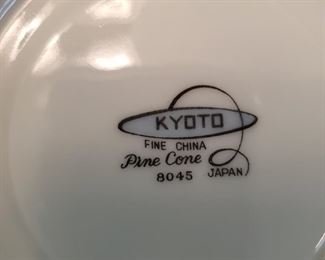 KYOTO
FINE CHINA
Pine Cone
8045 JAPAN